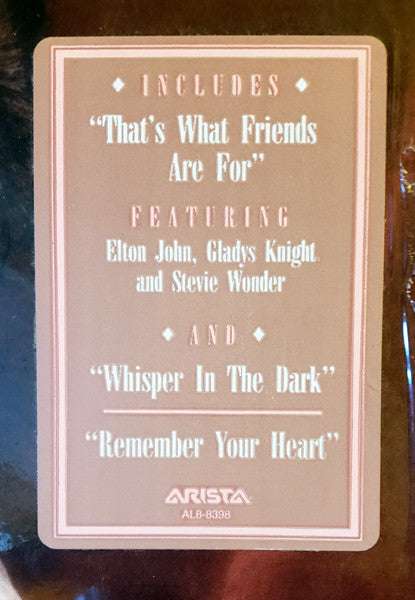 INCLUDES
“That's What Friends
Are For”
FEATURING
Elton John, Gladys Knight
and Stevie Wonder
AND
“Whisper In The Dark”
“Remember Your Heart”
ARISTA
AL8-8398